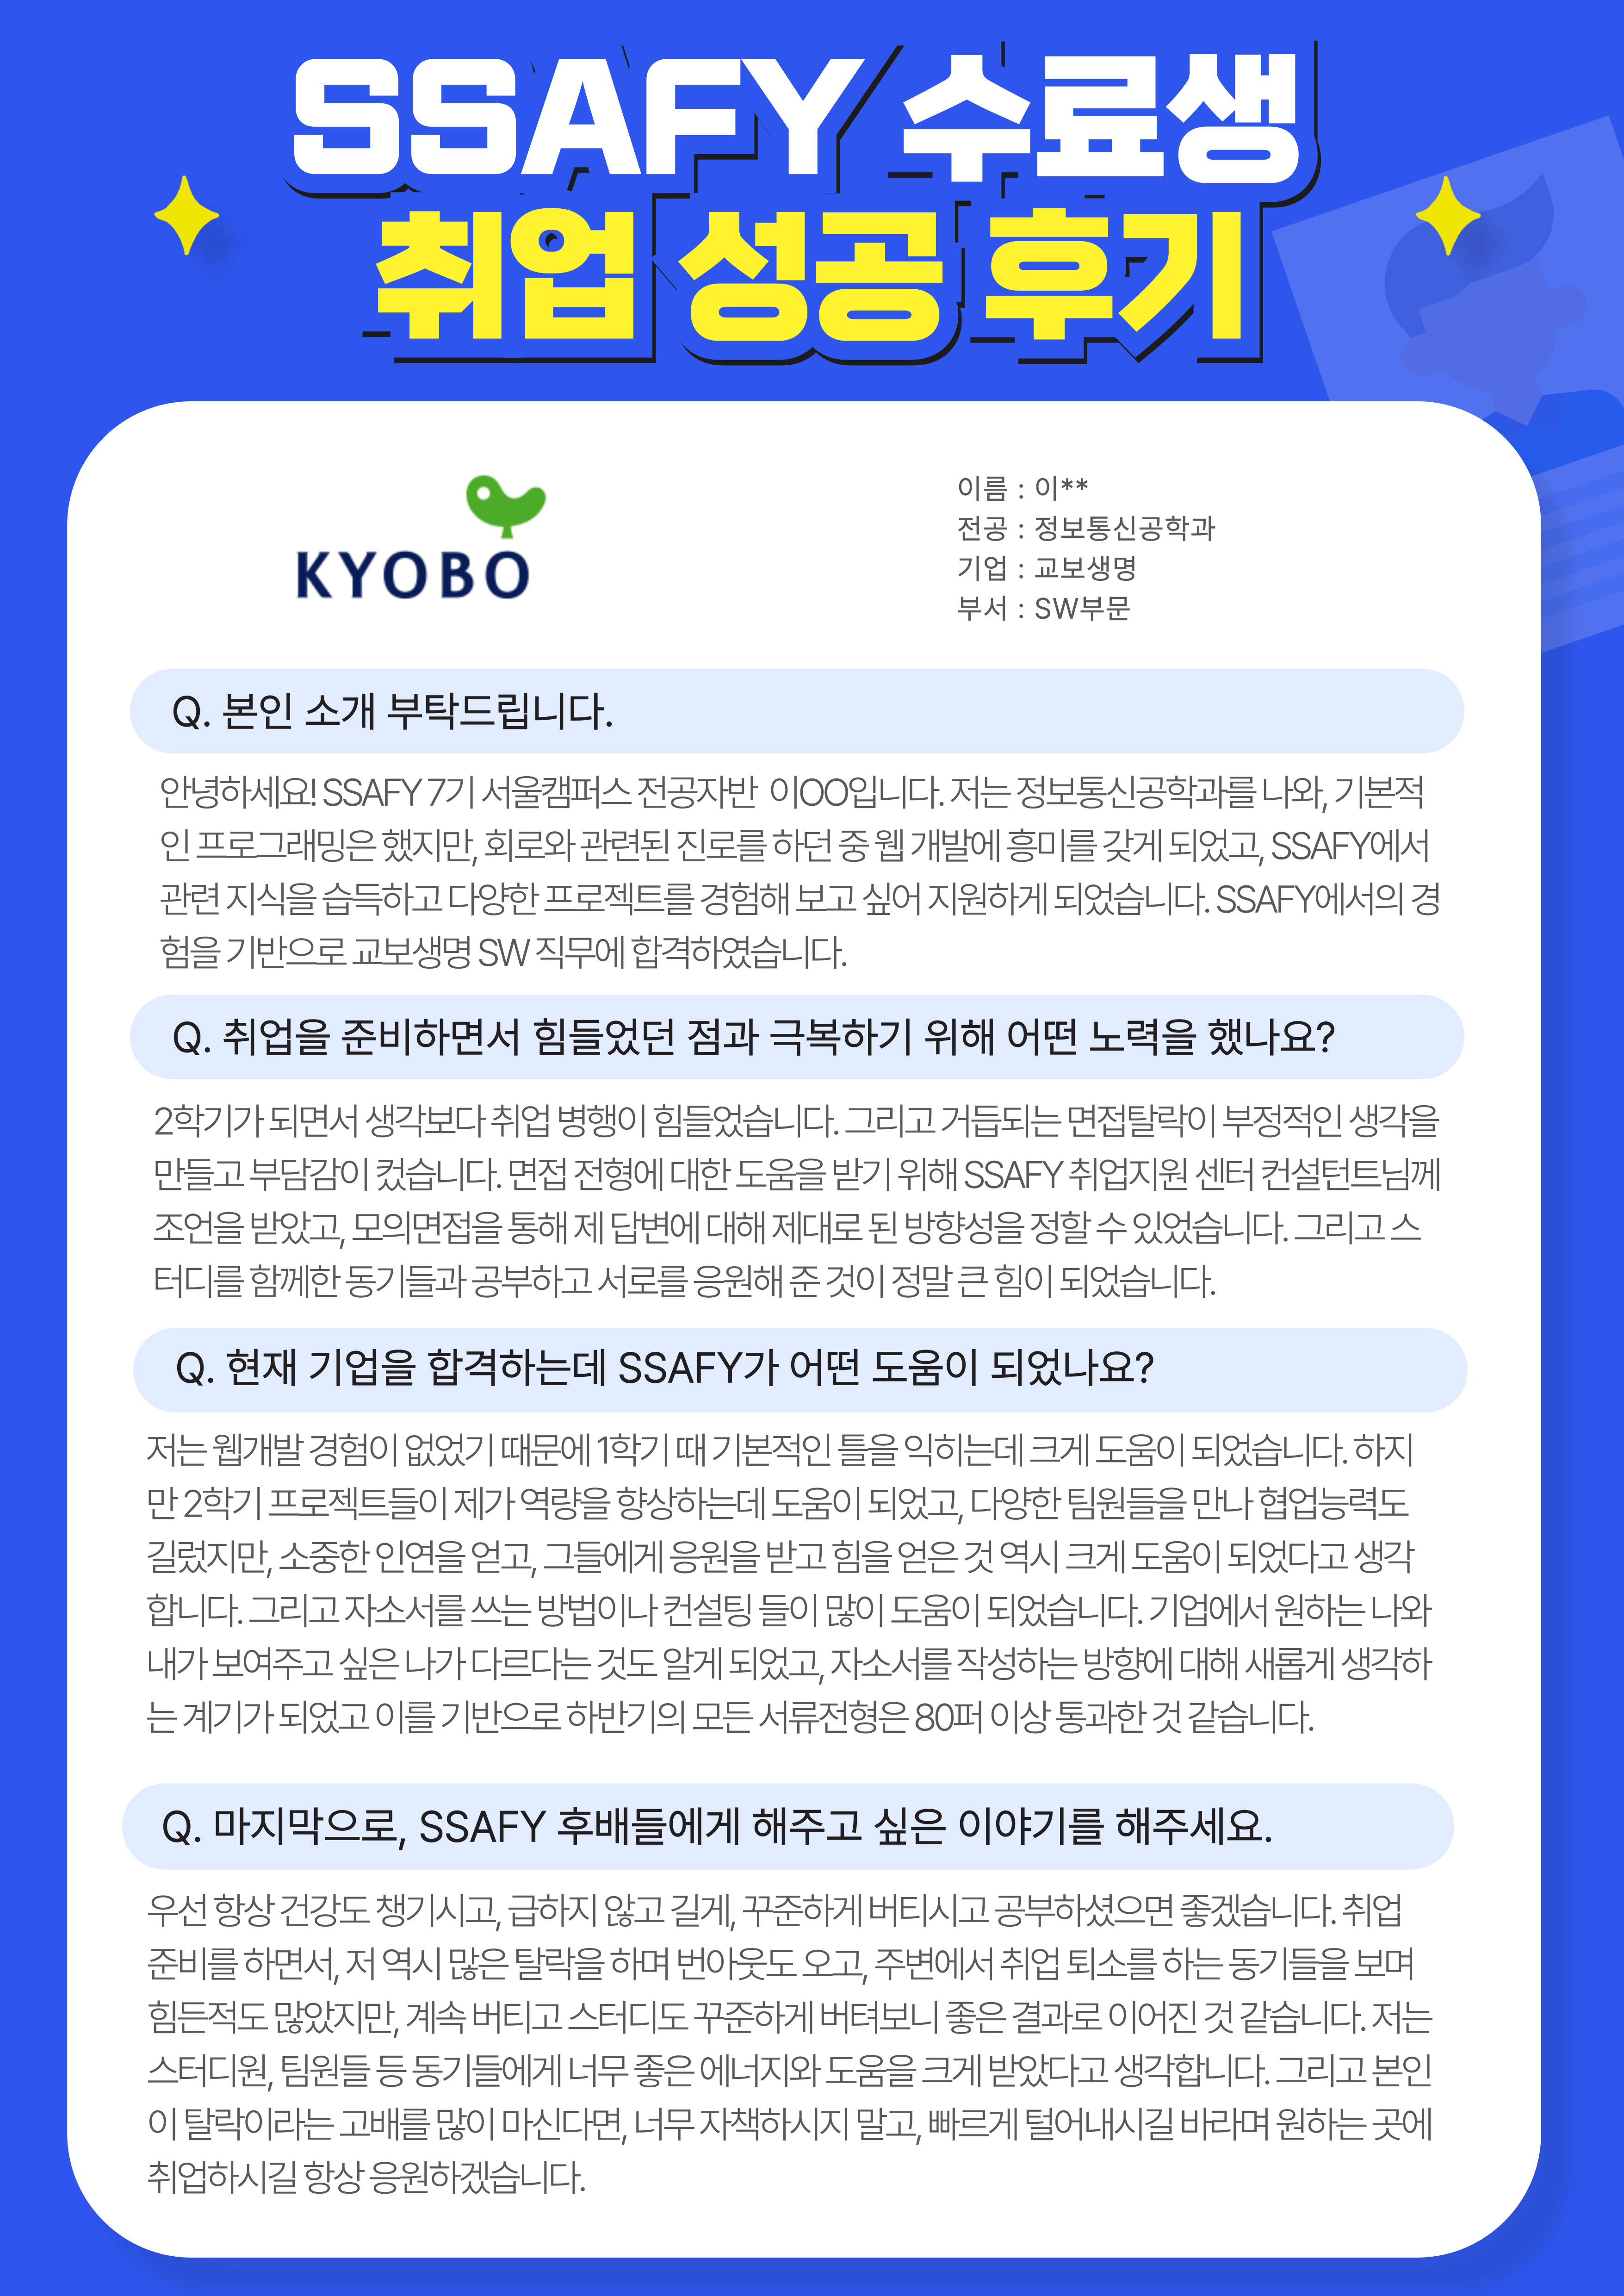 SSAFY 수료생
취업 성공 후기
KYOBO
이름 : 이**
전공 : 정보통신공학과
기업 : 교보생명
부서 : SW부문
Q. 본인 소개 부탁드립니다.
안녕하세요! SSAFY 7기 서울캠퍼스 전공자반 이OO입니다. 저는 정보통신공학과를 나와, 기본적
인 프로그래밍은 했지만, 회로와 관련된 진로를 하던 중 웹 개발에 흥미를 갖게 되었고, SSAFY에서
관련 지식을 습득하고 다양한 프로젝트를 경험해 보고 싶어 지원하게 되었습니다. SSAFY에서의 경
험을 기반으로 교보생명 SW 직무에 합격하였습니다.
Q. 취업을 준비하면서 힘들었던 점과 극복하기 위해 어떤 노력을 했나요?
2학기가 되면서 생각보다 취업 병행이 힘들었습니다. 그리고 거듭되는 면접탈락이 부정적인 생각을
만들고 부담감이 컸습니다. 면접 전형에 대한 도움을 받기 위해 SSAFY 취업지원 센터 컨설턴트님께
조언을 받았고, 모의면접을 통해 제 답변에 대해 제대로 된 방향성을 정할 수 있었습니다. 그리고 스
터디를 함께한 동기들과 공부하고 서로를 응원해 준 것이 정말 큰 힘이 되었습니다.
Q. 현재 기업을 합격하는데 SSAFY가 어떤 도움이 되었나요?
저는 웹개발 경험이 없었기 때문에 1학기 때 기본적인 틀을 익히는데 크게 도움이 되었습니다. 하지
만 2학기 프로젝트들이 제가 역량을 향상하는데 도움이 되었고, 다양한 팀원들을 만나 협업능력도
길렀지만, 소중한 인연을 얻고, 그들에게 응원을 받고 힘을 얻은 것 역시 크게 도움이 되었다고 생각
합니다. 그리고 자소서를 쓰는 방법이나 컨설팅 들이 많이 도움이 되었습니다. 기업에서 원하는 나와
내가 보여주고 싶은 나가 다르다는 것도 알게 되었고, 자소서를 작성하는 방향에 대해 새롭게 생각하
는 계기가 되었고 이를 기반으로 하반기의 모든 서류전형은 80퍼 이상 통과한 것 같습니다.
Q. 마지막으로, SSAFY 후배들에게 해주고 싶은 이야기를 해주세요.
우선 항상 건강도 챙기시고, 급하지 않고 길게, 꾸준하게 버티시고 공부하셨으면 좋겠습니다. 취업
준비를 하면서, 저 역시 많은 탈락을 하며 번아웃도 오고, 주변에서 취업 퇴소를 하는 동기들을 보며
힘든적도 많았지만, 계속 버티고 스터디도 꾸준하게 버텨보니 좋은 결과로 이어진 것 같습니다. 저는
스터디원, 팀원들 등 동기들에게 너무 좋은 에너지와 도움을 크게 받았다고 생각합니다. 그리고 본인
이 탈락이라는 고배를 많이 마신다면, 너무 자책하시지 말고, 빠르게 털어내시길 바라며 원하는 곳에
취업하시길 항상 응원하겠습니다.